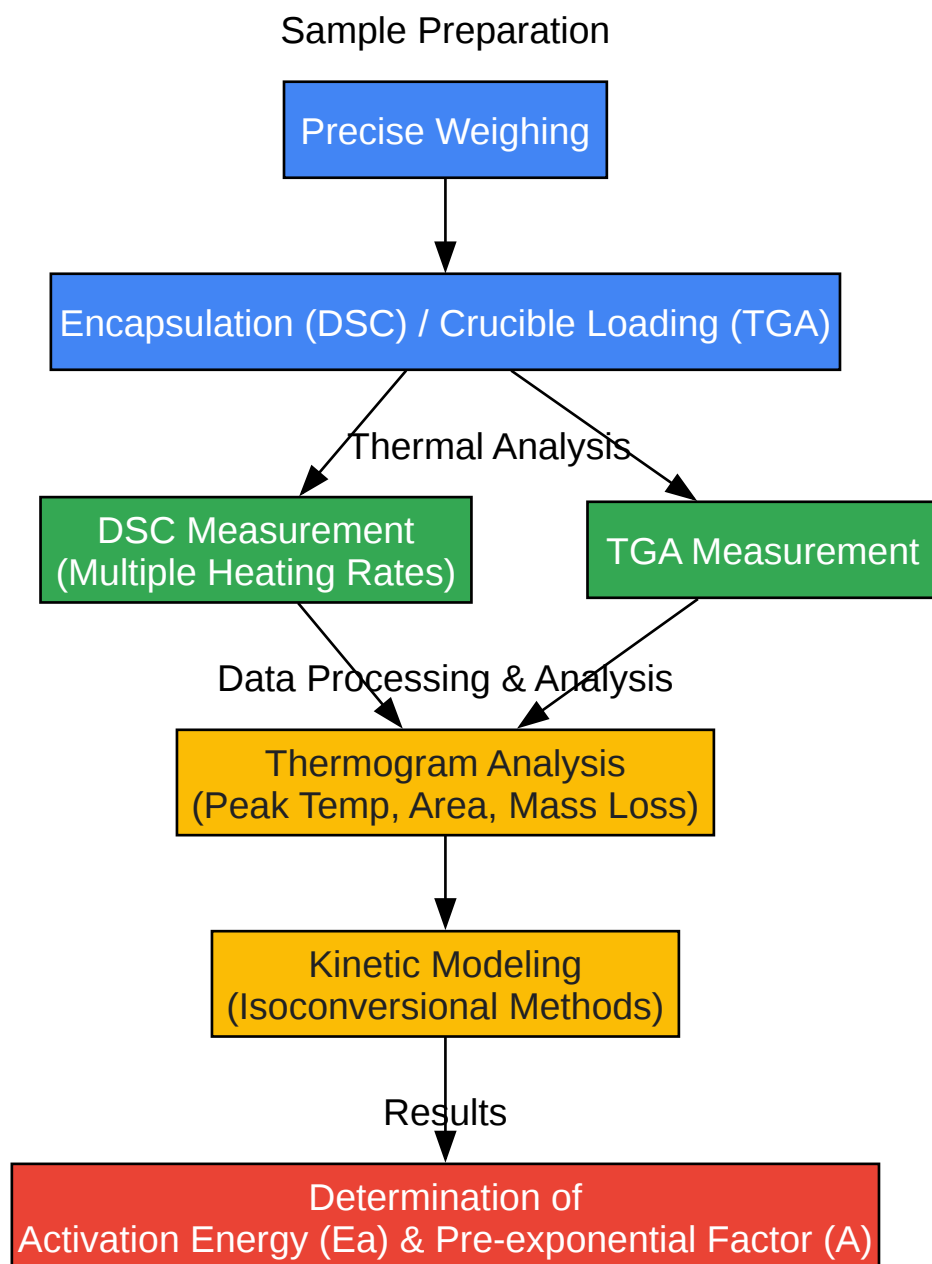 Sample Preparation
Precise Weighing
Encapsulation (DSC) / Crucible Loading (TGA)
Thermal Analysis
DSC Measurement
(Multiple Heating Rates)
TGA Measurement
Data Processing & Analysis
Thermogram Analysis
(Peak Temp, Area, Mass Loss)
Kinetic Modeling
(Isoconversional Methods)
Results
Determination of
Activation Energy (Ea) & Pre-exponential Factor (A)